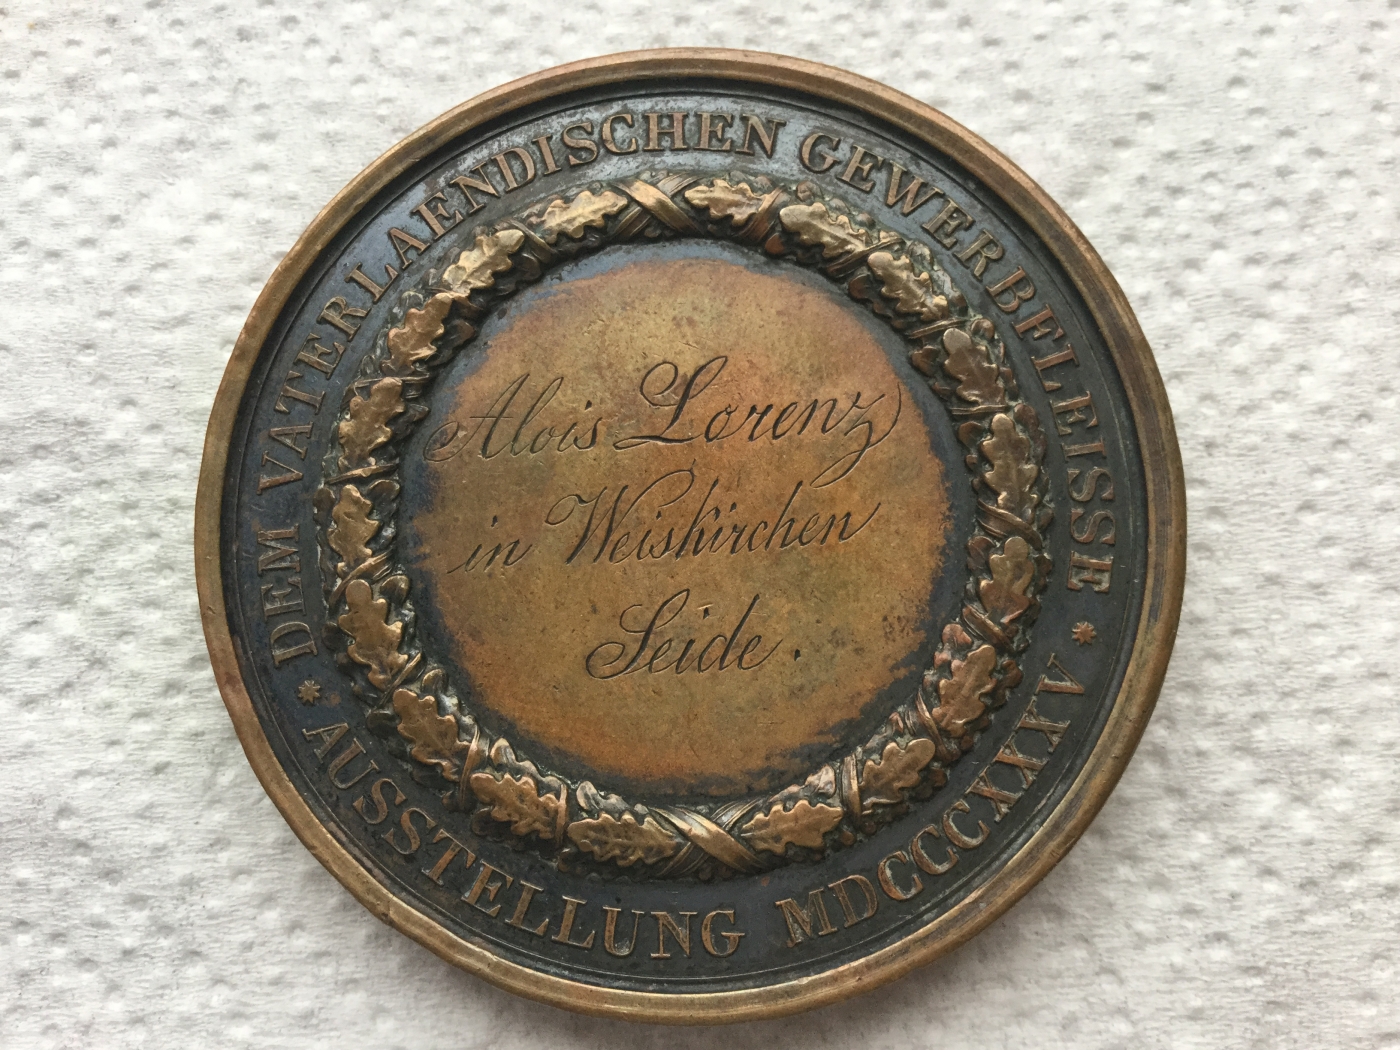 DEM VATERLAENDISCHEN GEWERBFLEISSE
Alois Lorenz
in Weiskirchen
Seide.
* AUSSTELLUNG MDCCCXXXV *